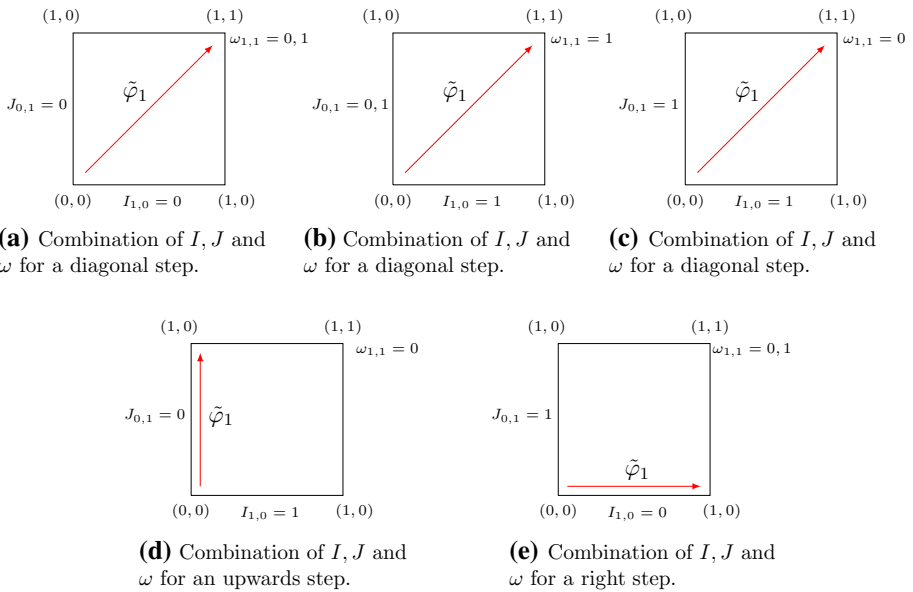 (1, 0) (1, 1) (1, 0) (1, 1) (1, 0) (1, 1)
ω₁,₁ = 0, 1 ω₁,₁ = 1 ω₁,₁ = 0
φ̃₁ φ̃₁ φ̃₁
J₀,₁ = 0 J₀,₁ = 0, 1 J₀,₁ = 1
(0, 0) I₁,₀ = 0 (1, 0) (0, 0) I₁,₀ = 1 (1, 0) (0, 0) I₁,₀ = 1 (1, 0)
(a) Combination of I, J and
ω for a diagonal step.
(b) Combination of I, J and
ω for a diagonal step.
(c) Combination of I, J and
ω for a diagonal step.
(1, 0) (1, 1) (1, 0) (1, 1)
ω₁,₁ = 0 ω₁,₁ = 0, 1
J₀,₁ = 0 φ̃₁ J₀,₁ = 1
φ̃₁
(0, 0) I₁,₀ = 1 (1, 0) (0, 0) I₁,₀ = 0 (1, 0)
(d) Combination of I, J and
ω for an upwards step.
(e) Combination of I, J and
ω for a right step.